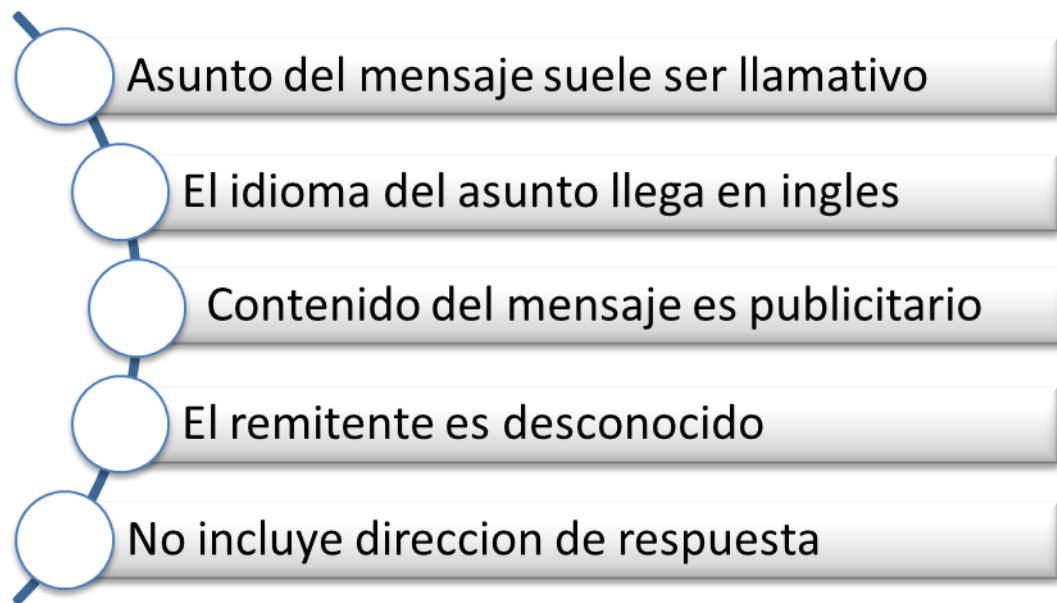 Asunto del mensaje suele ser llamativo
El idioma del asunto llega en ingles
Contenido del mensaje es publicitario
El remitente es desconocido
No incluye direccion de respuesta